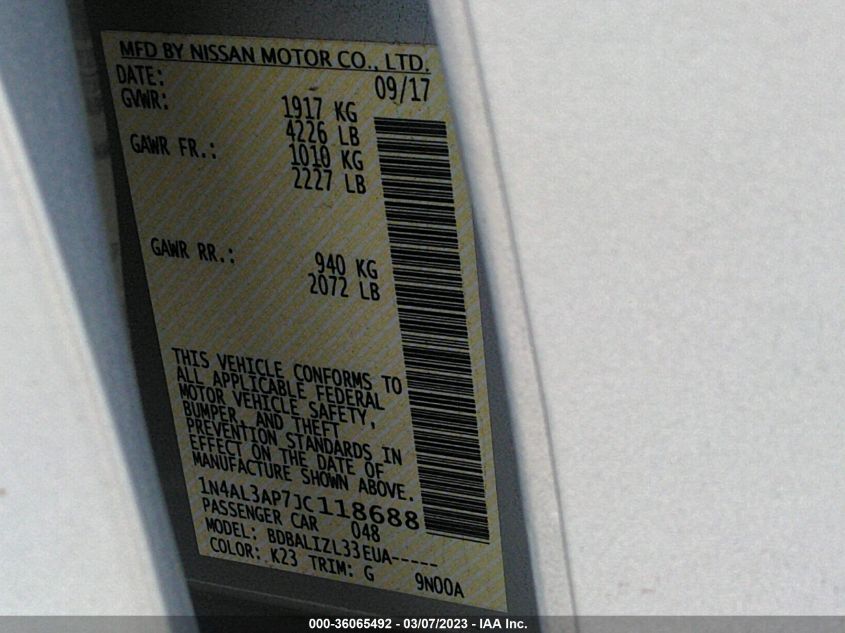 MFD BY NISSAN MOTOR CO., LTD.
DATE: 09/17
GVWR: 1917 KG
4226 LB
GAWR FR.: 1010 KG
2227 LB
GAWR RR.: 940 KG
2072 LB
THIS VEHICLE CONFORMS TO
ALL APPLICABLE FEDERAL
MOTOR VEHICLE SAFETY,
BUMPER, AND THEFT
PREVENTION STANDARDS IN
EFFECT ON THE DATE OF
MANUFACTURE SHOWN ABOVE.
1N4AL3AP7JC118688
PASSENGER CAR 048
MODEL: BDBALIZL33EUA-----
COLOR: K23 TRIM: G 9N00A
000-36065492 - 03/07/2023 - IAA Inc.